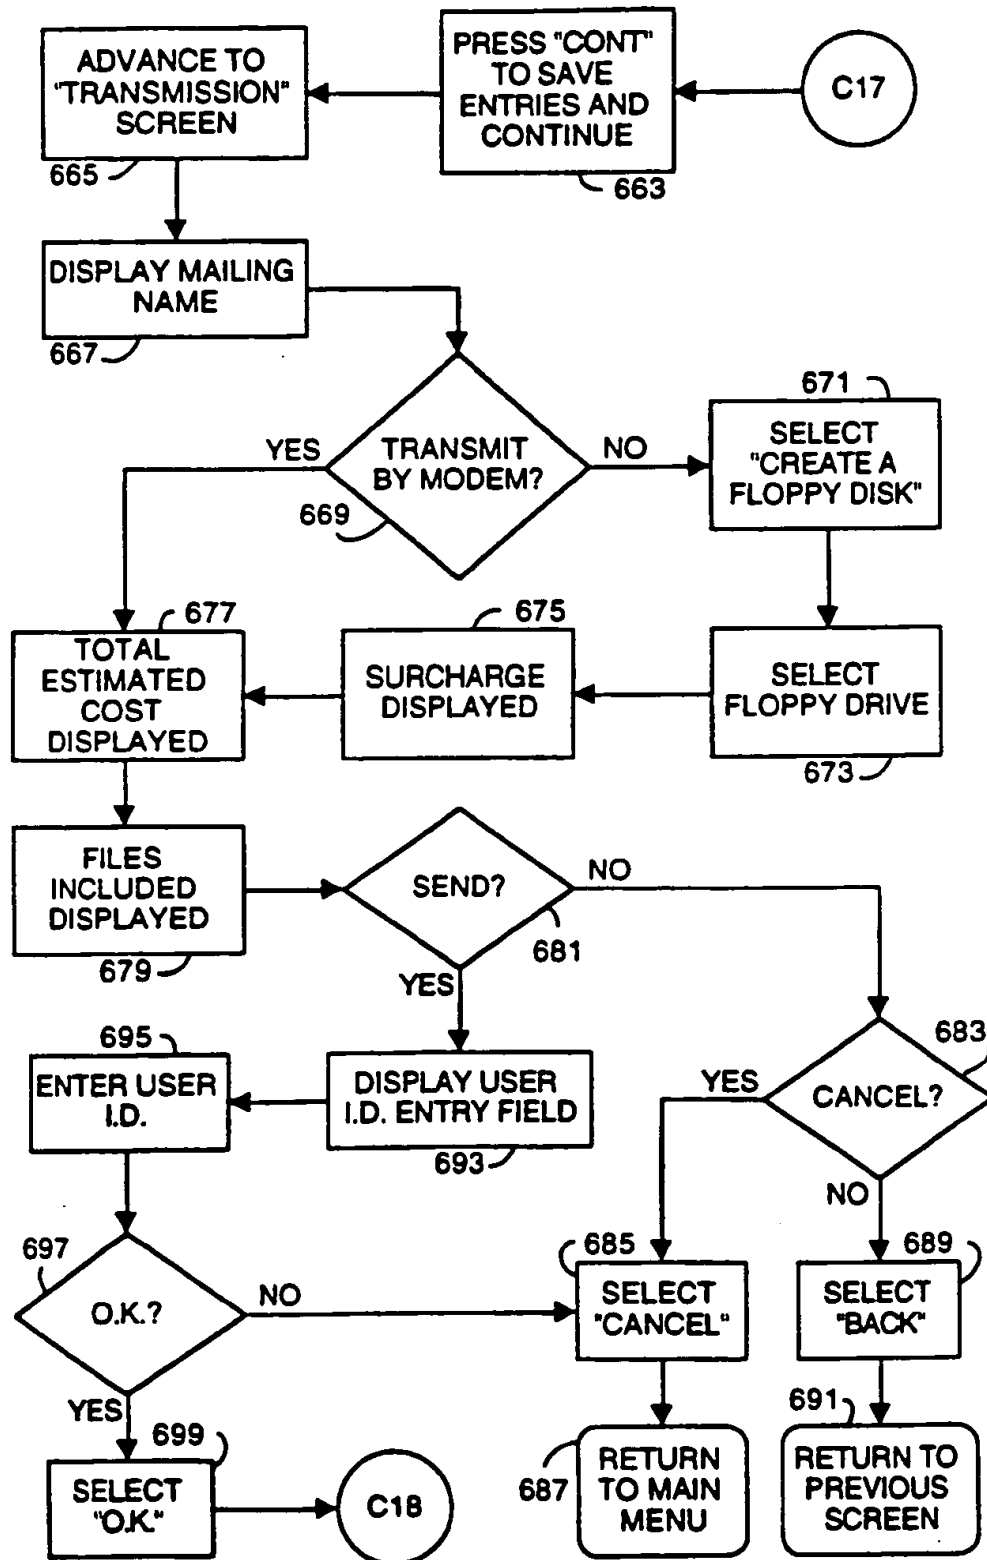 ADVANCE TO
"TRANSMISSION"
SCREEN
665
PRESS "CONT"
TO SAVE
ENTRIES AND
CONTINUE
663
C17
DISPLAY MAILING
NAME
667
TRANSMIT
BY MODEM?
669
YES
NO
671
SELECT
"CREATE A
FLOPPY DISK"
677
TOTAL
ESTIMATED
COST
DISPLAYED
675
SURCHARGE
DISPLAYED
SELECT
FLOPPY DRIVE
673
FILES
INCLUDED
DISPLAYED
679
SEND?
681
NO
YES
695
ENTER USER
I.D.
DISPLAY USER
I.D. ENTRY FIELD
693
683
CANCEL?
YES
NO
697
O.K.?
NO
YES
685
SELECT
"CANCEL"
689
SELECT
"BACK"
699
SELECT
"O.K."
C18
687
RETURN
TO MAIN
MENU
691
RETURN TO
PREVIOUS
SCREEN